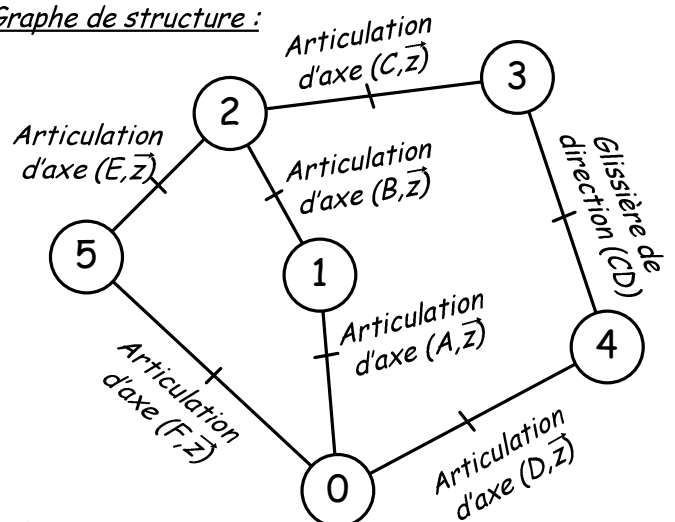 Graphe de structure :
Articulation
d'axe (C,z⃗)
3
2
Articulation
d'axe (E,z⃗)
Articulation
d'axe (B,z⃗)
Glissière de
direction (CD)
5
1
Articulation
d'axe (A,z⃗)
4
Articulation
d'axe (F,z⃗)
Articulation
d'axe (D,z⃗)
0